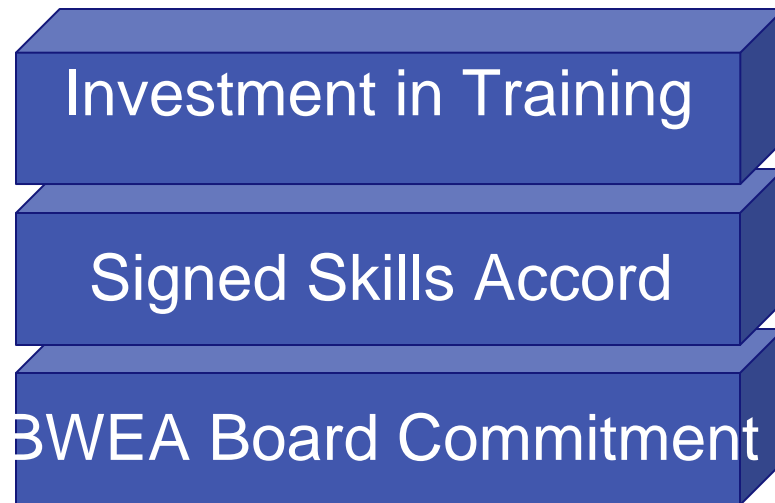 Investment in Training
Signed Skills Accord
BWEA Board Commitment